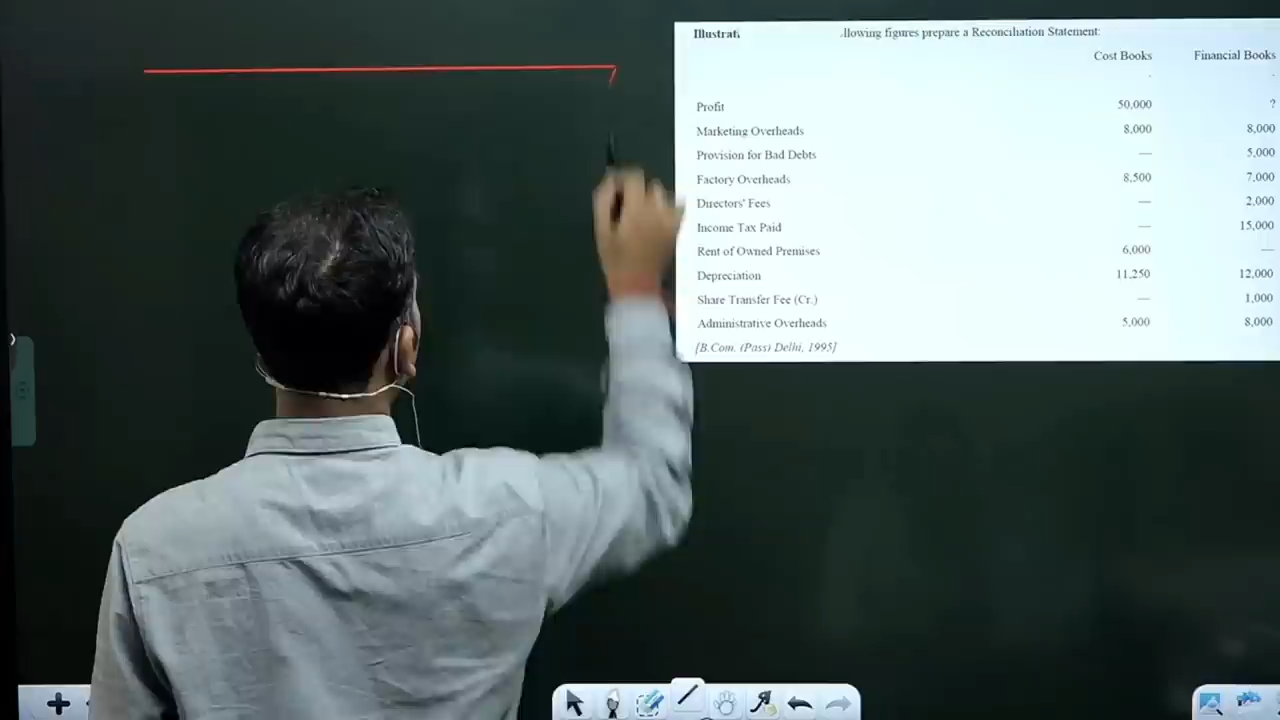 Illustrati llowing figures prepare a Reconciliation Statement:
Cost Books Financial Books
Profit 50,000 ?
Marketing Overheads 8,000 8,000
Provision for Bad Debts — 5,000
Factory Overheads 8,500 7,000
Directors' Fees — 2,000
Income Tax Paid — 15,000
Rent of Owned Premises 6,000 —
Depreciation 11,250 12,000
Share Transfer Fee (Cr.) — 1,000
Administrative Overheads 5,000 8,000
[B.Com. (Pass) Delhi, 1995]